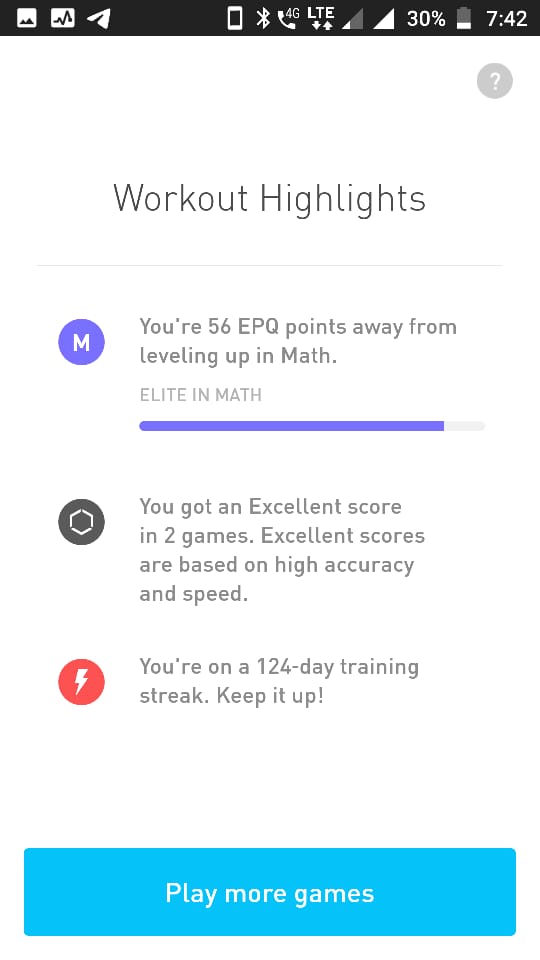 4G LTE 30% 7:42
?
Workout Highlights
M
You're 56 EPQ points away from
leveling up in Math.
ELITE IN MATH
You got an Excellent score
in 2 games. Excellent scores
are based on high accuracy
and speed.
You're on a 124-day training
streak. Keep it up!
Play more games